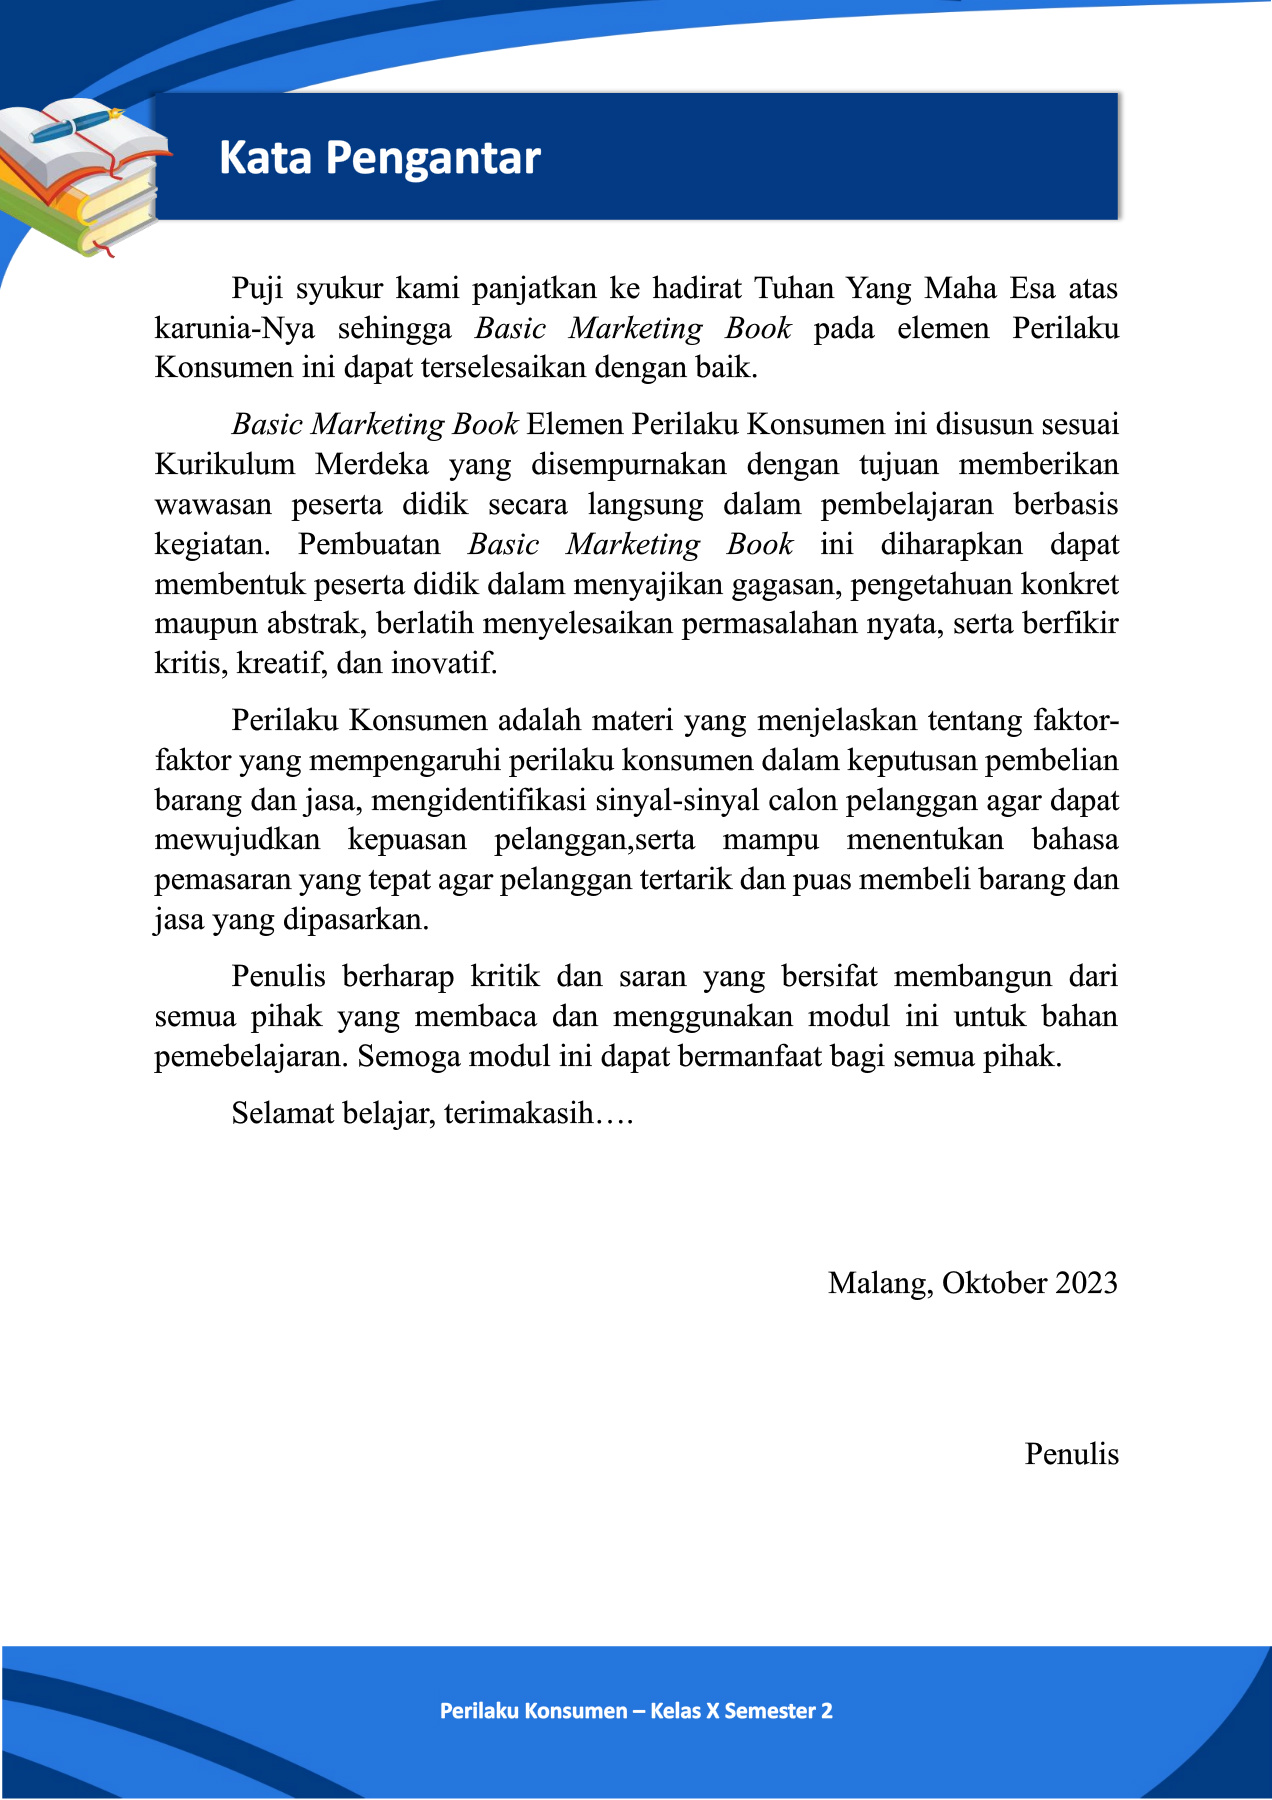 Kata Pengantar
Puji syukur kami panjatkan ke hadirat Tuhan Yang Maha Esa atas
karunia-Nya sehingga Basic Marketing Book pada elemen Perilaku
Konsumen ini dapat terselesaikan dengan baik.
Basic Marketing Book Elemen Perilaku Konsumen ini disusun sesuai
Kurikulum Merdeka yang disempurnakan dengan tujuan memberikan
wawasan peserta didik secara langsung dalam pembelajaran berbasis
kegiatan. Pembuatan Basic Marketing Book ini diharapkan dapat
membentuk peserta didik dalam menyajikan gagasan, pengetahuan konkret
maupun abstrak, berlatih menyelesaikan permasalahan nyata, serta berfikir
kritis, kreatif, dan inovatif.
Perilaku Konsumen adalah materi yang menjelaskan tentang faktor-
faktor yang mempengaruhi perilaku konsumen dalam keputusan pembelian
barang dan jasa, mengidentifikasi sinyal-sinyal calon pelanggan agar dapat
mewujudkan kepuasan pelanggan,serta mampu menentukan bahasa
pemasaran yang tepat agar pelanggan tertarik dan puas membeli barang dan
jasa yang dipasarkan.
Penulis berharap kritik dan saran yang bersifat membangun dari
semua pihak yang membaca dan menggunakan modul ini untuk bahan
pemebelajaran. Semoga modul ini dapat bermanfaat bagi semua pihak.
Selamat belajar, terimakasih….
Malang, Oktober 2023
Penulis
Perilaku Konsumen – Kelas X Semester 2